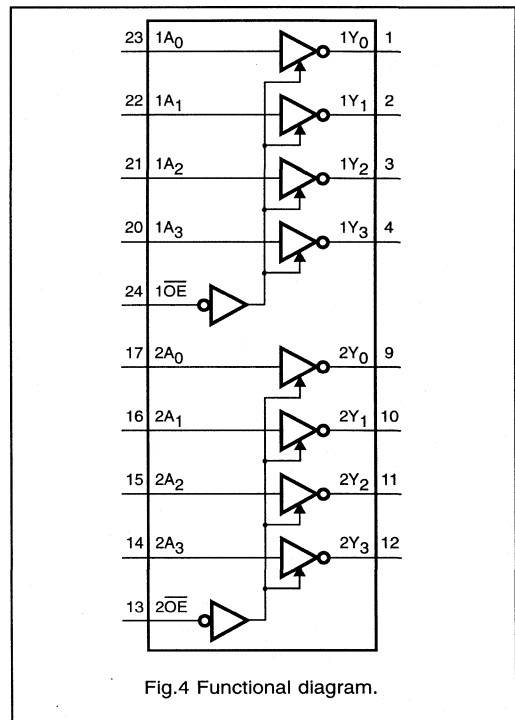 23 1A0 1Y0 1
22 1A1 1Y1 2
21 1A2 1Y2 3
20 1A3 1Y3 4
24 1O̅E̅
17 2A0 2Y0 9
16 2A1 2Y1 10
15 2A2 2Y2 11
14 2A3 2Y3 12
13 2O̅E̅
Fig.4 Functional diagram.